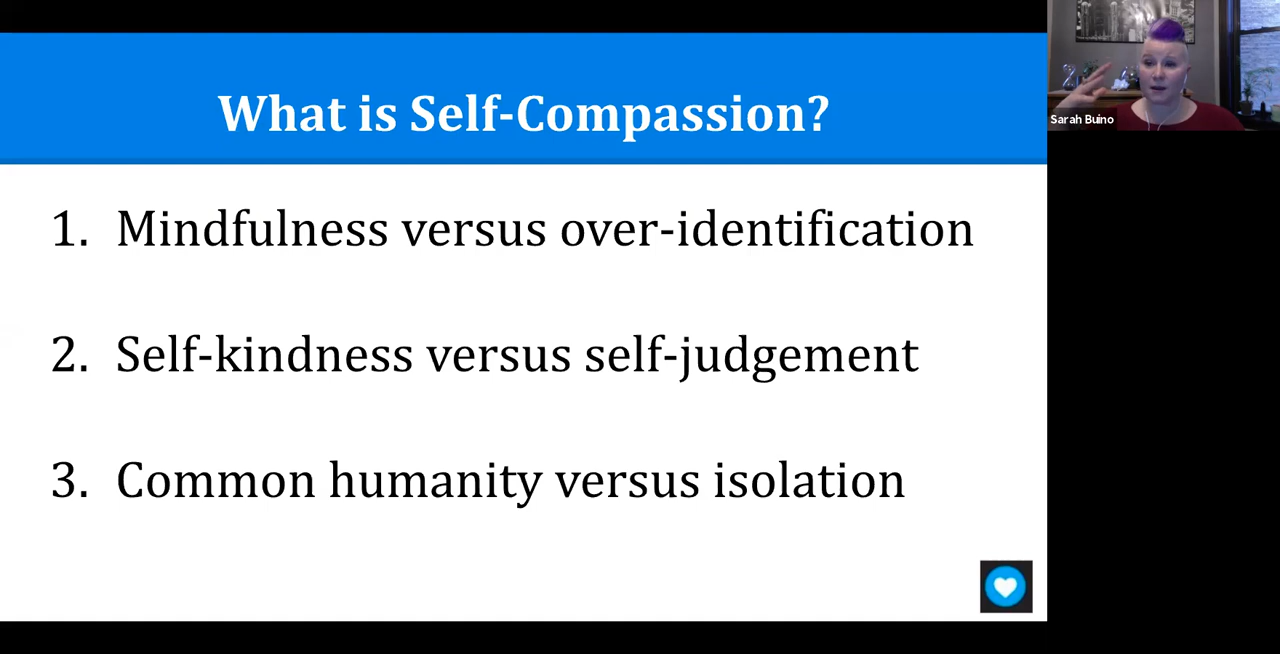 What is Self-Compassion?
1. Mindfulness versus over-identification
2. Self-kindness versus self-judgement
3. Common humanity versus isolation
Sarah Buino